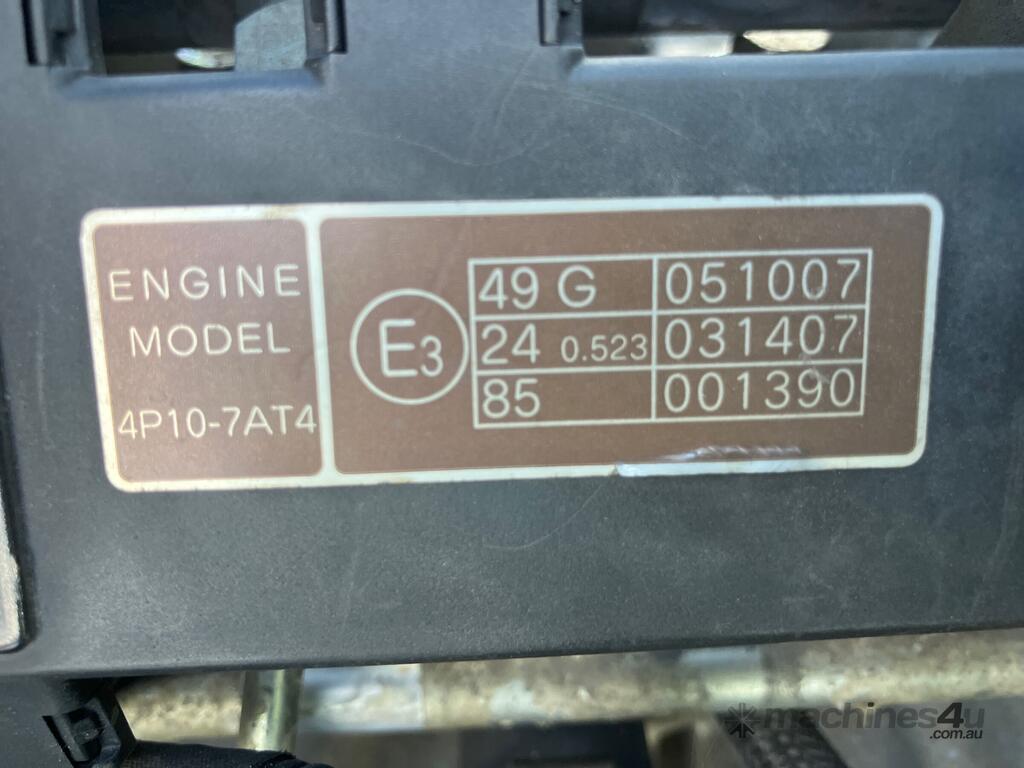 ENGINE
MODEL
4P10-7AT4
E3
49 G 051007
24 0.523 031407
85 001390
machines4u
.com.au